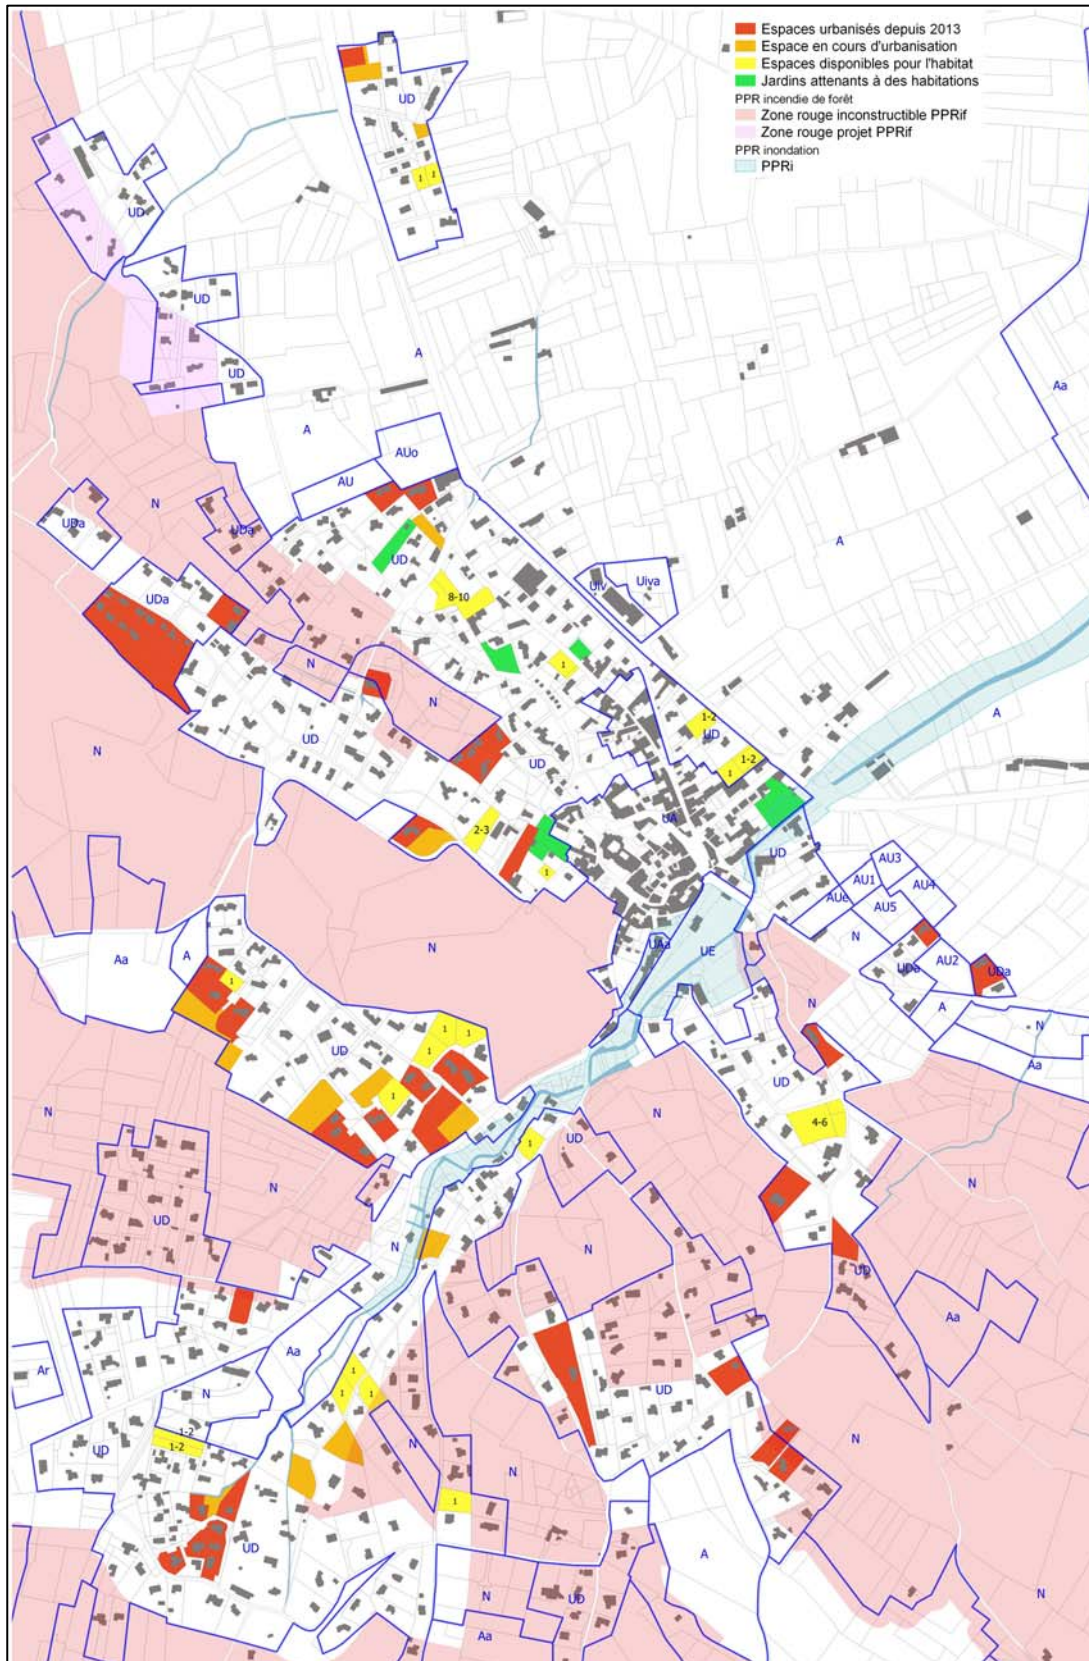 Espaces urbanisés depuis 2013
Espace en cours d'urbanisation
Espaces disponibles pour l'habitat
Jardins attenants à des habitations
PPR incendie de forêt
Zone rouge inconstructible PPRif
Zone rouge projet PPRif
PPR inondation
PPRi
UD
1 1
UD
UD
UD
A
Aa
A
AUo
AU
N
UDa
UDa
UD
A
Uiv
Uiva
8-10
UDa
1
N
N
1-2
UD
A
N
UD
UD
1-2
1
UA
2-3
1
UD
AU3
AU1
AU4
AUe
AU5
N
UAa
UE
UDa
AU2
UDa
N
A
Aa
A
N
1
N
Aa
1
1
1
UD
UD
N
1
4-6
N
1
UD
N
N
UD
N
N
UD
Aa
Aa
Ar
N
1
1
1
UD
1-2
1-2
UD
N
N
N
1
UD
A
N
N
UD
Aa